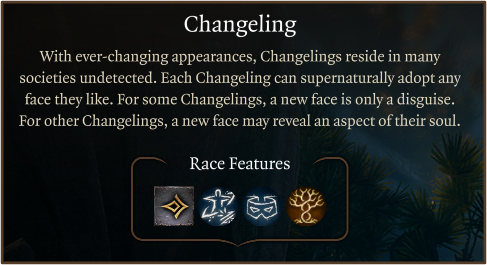 Changeling
With ever-changing appearances, Changelings reside in many
societies undetected. Each Changeling can supernaturally adopt any
face they like. For some Changelings, a new face is only a disguise.
For other Changelings, a new face may reveal an aspect of their soul.
Race Features